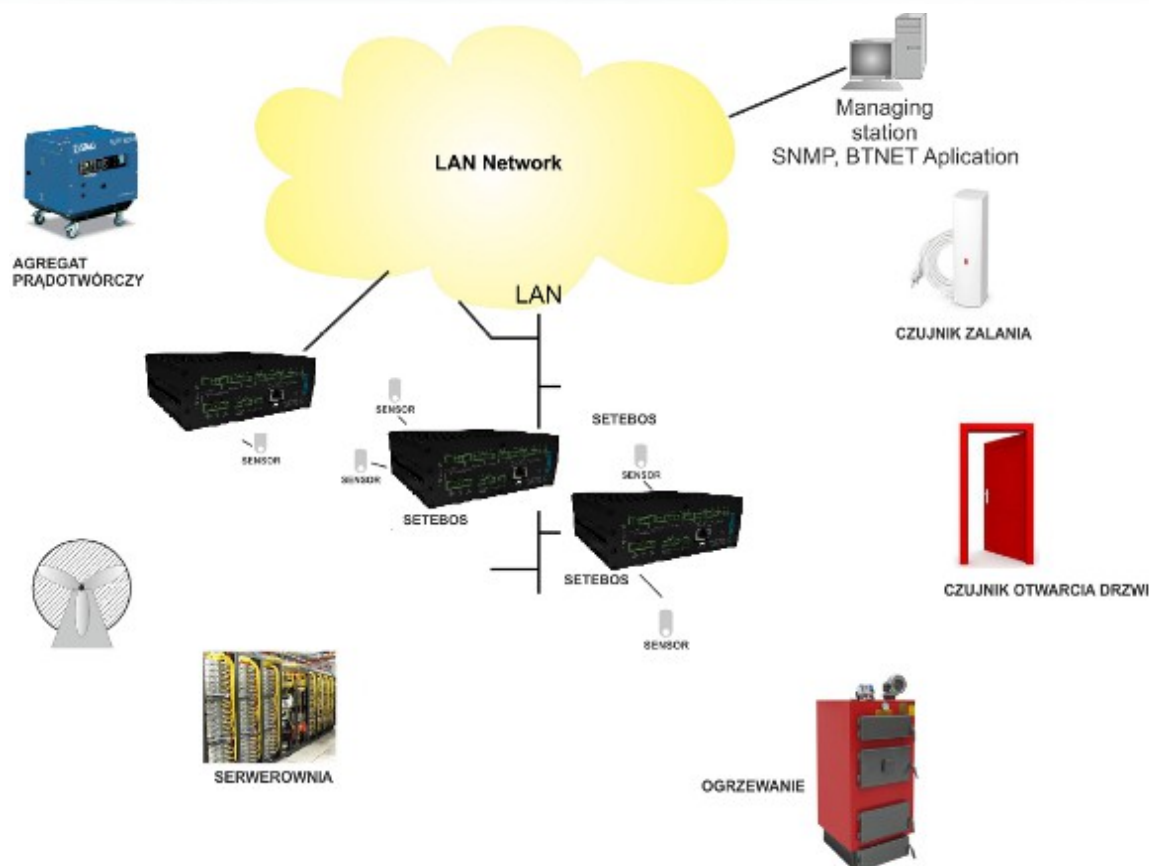 LAN Network
Managing
station
SNMP, BTNET Aplication
AGREGAT
PRĄDOTWÓRCZY
LAN
CZUJNIK ZALANIA
SENSOR
SENSOR
SETEBOS
SENSOR
SENSOR
SETEBOS
SETEBOS
CZUJNIK OTWARCIA DRZWI
SENSOR
SERWEROWNIA
OGRZEWANIE